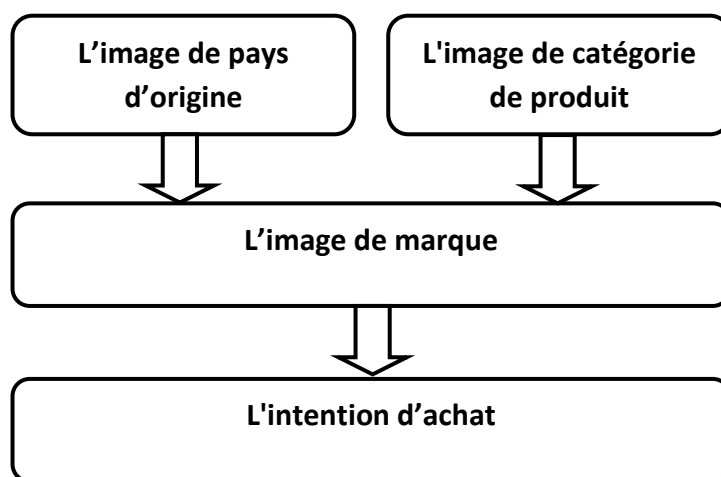 L’image de pays
d’origine
L'image de catégorie
de produit
L’image de marque
L'intention d’achat